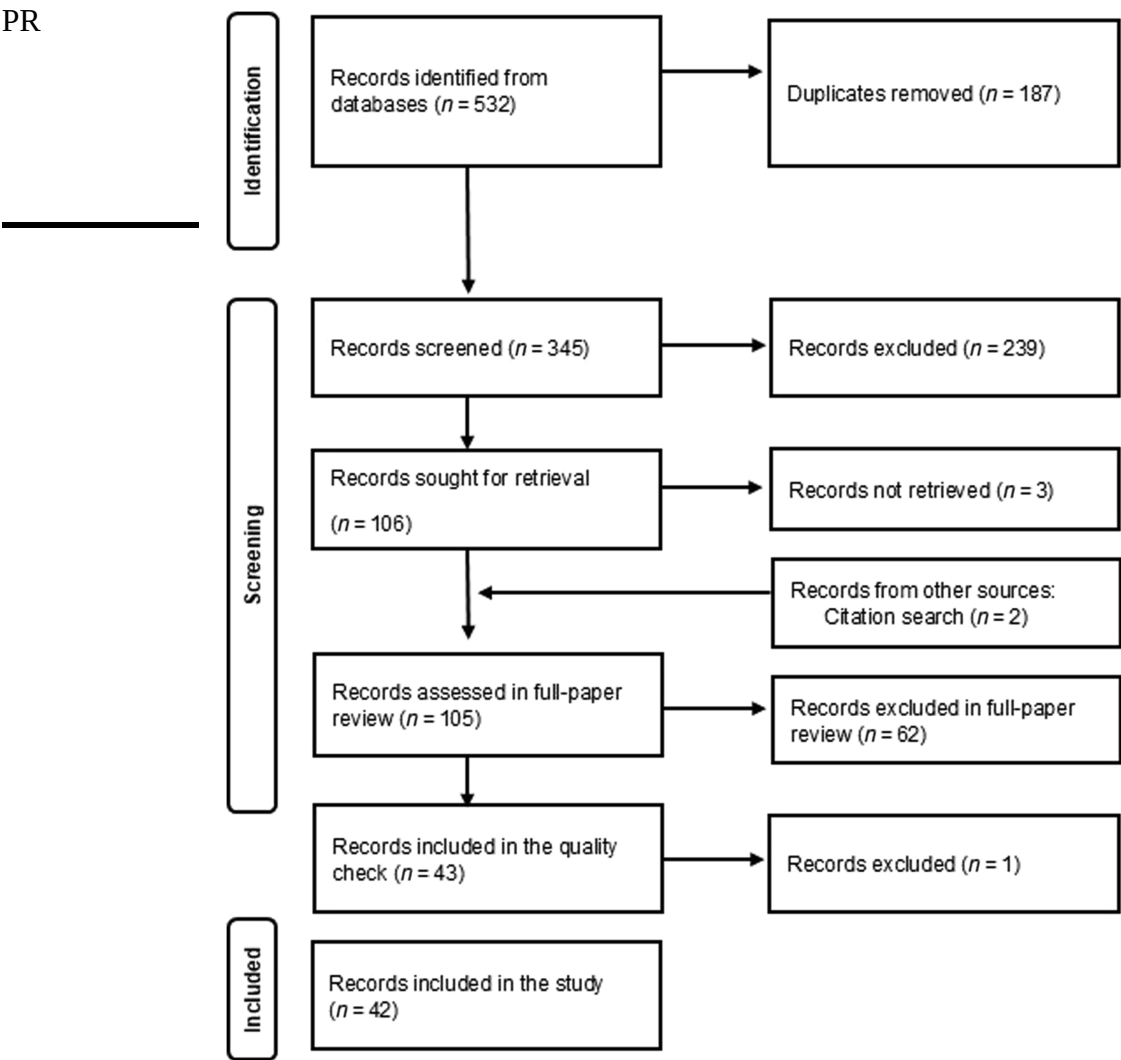 PR
Identification
Records identified from
databases (n = 532)
Duplicates removed (n = 187)
Screening
Records screened (n = 345)
Records excluded (n = 239)
Records sought for retrieval
(n = 106)
Records not retrieved (n = 3)
Records from other sources:
Citation search (n = 2)
Records assessed in full-paper
review (n = 105)
Records excluded in full-paper
review (n = 62)
Records included in the quality
check (n = 43)
Records excluded (n = 1)
Included
Records included in the study
(n = 42)